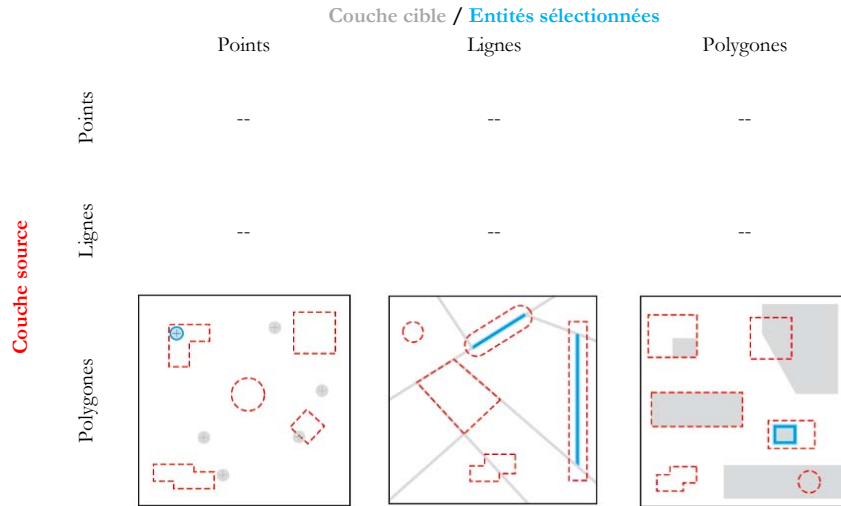 Couche cible / Entités sélectionnées
Points Lignes Polygones
Couche source
Points -- -- --
Lignes -- -- --
Polygones